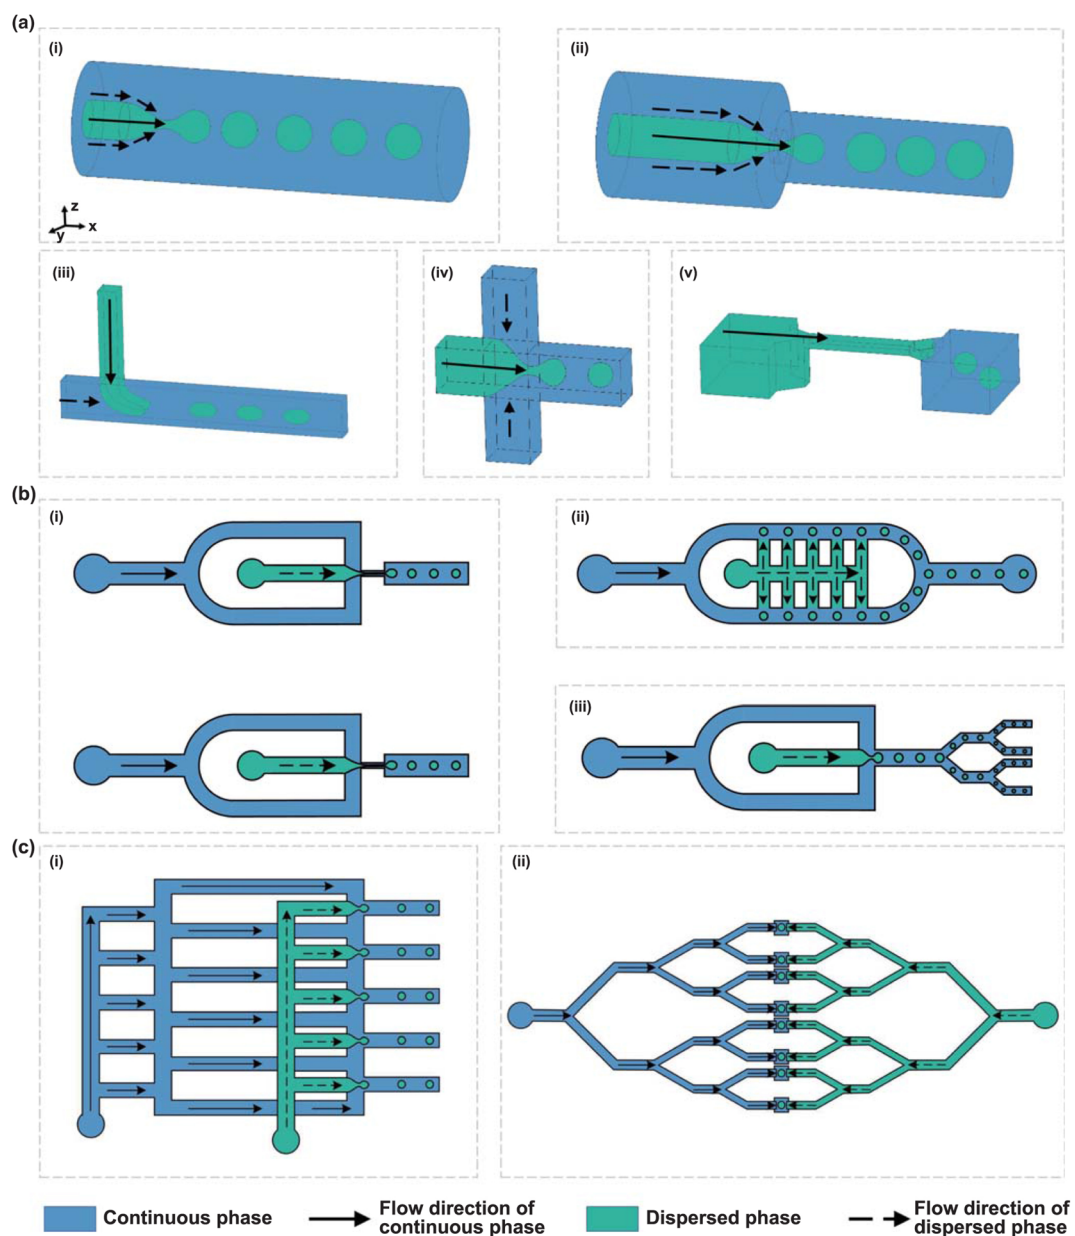 (a)
(i)
(ii)
z
x
y
(iii)
(iv)
(v)
(b)
(i)
(ii)
(iii)
(c)
(i)
(ii)
Continuous phase
Flow direction of
continuous phase
Dispersed phase
Flow direction of
dispersed phase